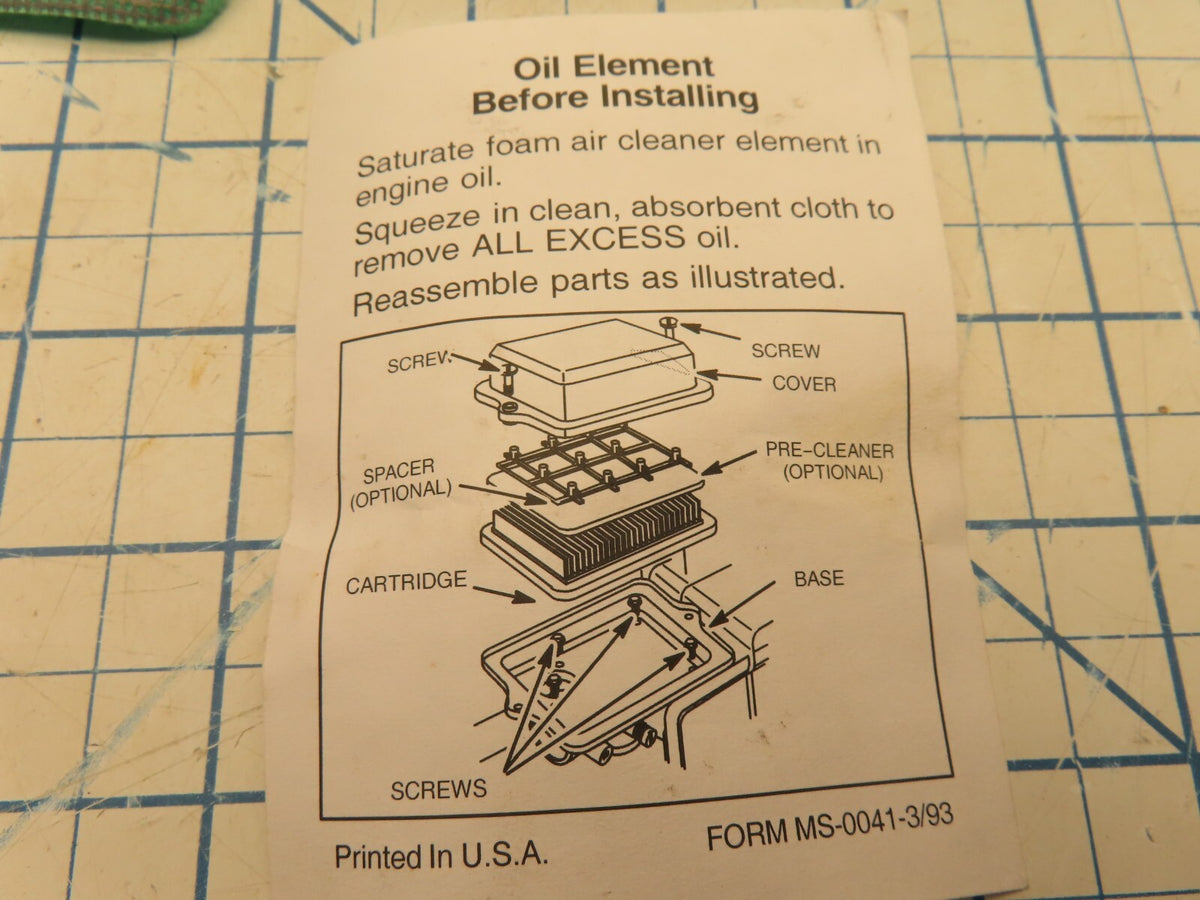 Oil Element
Before Installing
Saturate foam air cleaner element in
engine oil.
Squeeze in clean, absorbent cloth to
remove ALL EXCESS oil.
Reassemble parts as illustrated.
SCREW
SCREW
COVER
SPACER
(OPTIONAL)
PRE-CLEANER
(OPTIONAL)
CARTRIDGE
BASE
SCREWS
Printed In U.S.A.
FORM MS-0041-3/93